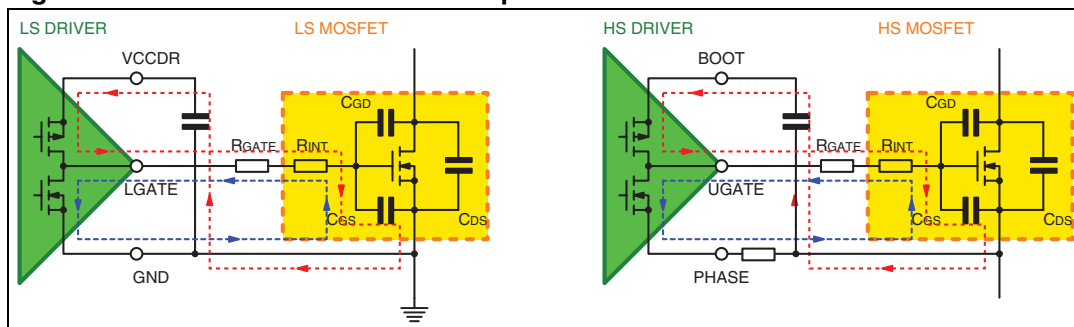 LS DRIVER
LS MOSFET
VCCDR
CGD
RGATE
RINT
LGATE
CGS
CDS
GND
HS DRIVER
HS MOSFET
BOOT
CGD
RGATE
RINT
UGATE
CGS
CDS
PHASE